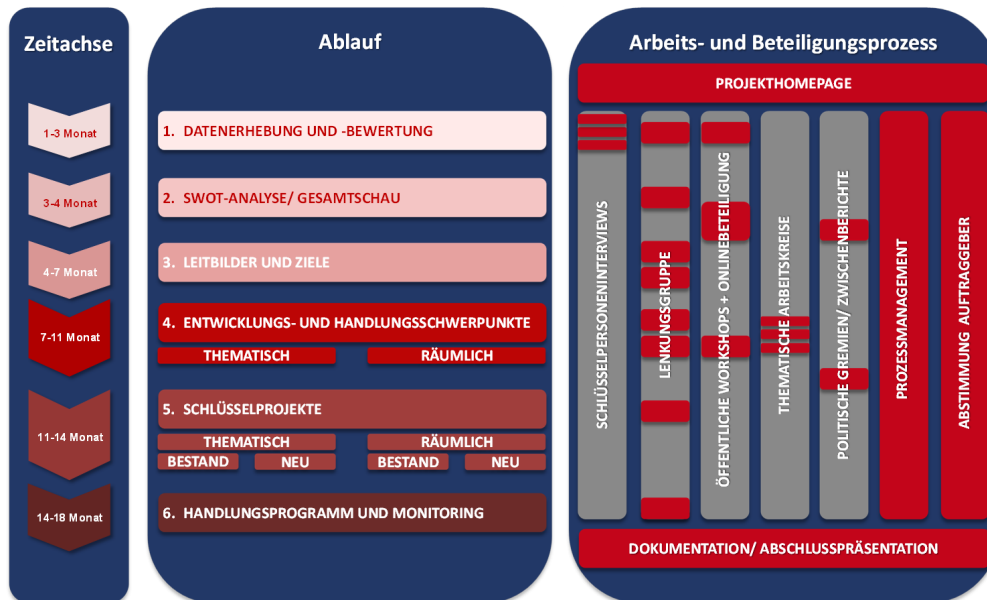 Zeitachse
1-3 Monat
3-4 Monat
4-7 Monat
7-11 Monat
11-14 Monat
14-18 Monat
Ablauf
1. DATENERHEBUNG UND -BEWERTUNG
2. SWOT-ANALYSE/ GESAMTSCHAU
3. LEITBILDER UND ZIELE
4. ENTWICKLUNGS- UND HANDLUNGSSCHWERPUNKTE
THEMATISCH
RÄUMLICH
5. SCHLÜSSELPROJEKTE
THEMATISCH
RÄUMLICH
BESTAND
NEU
BESTAND
NEU
6. HANDLUNGSPROGRAMM UND MONITORING
Arbeits- und Beteiligungsprozess
PROJEKTHOMEPAGE
SCHLÜSSELPERSONENINTERVIEWS
LENKUNGSGRUPPE
ÖFFENTLICHE WORKSHOPS + ONLINEBETEILIGUNG
THEMATISCHE ARBEITSKREISE
POLITISCHE GREMIEN/ ZWISCHENBERICHTE
PROZESSMANAGEMENT
ABSTIMMUNG AUFTRAGGEBER
DOKUMENTATION/ ABSCHLUSSPRÄSENTATION